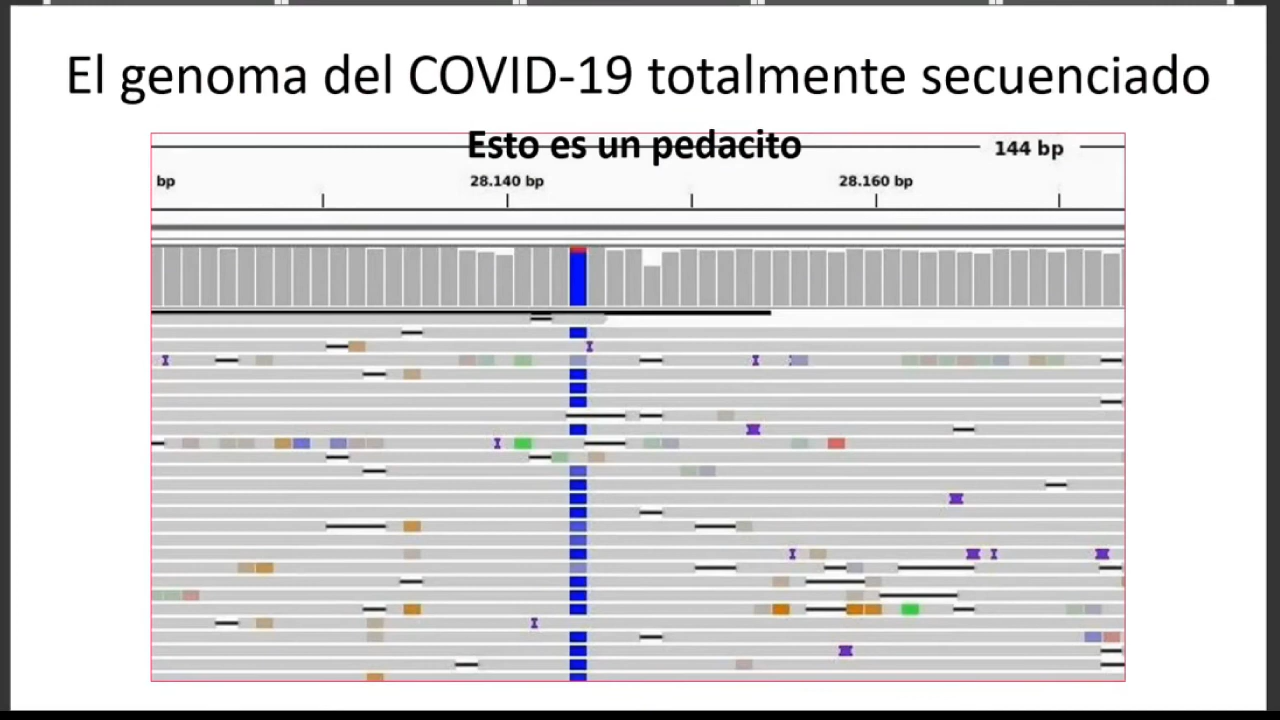 El genoma del COVID-19 totalmente secuenciado
Esto es un pedacito
144 bp
bp
28.140 bp
28.160 bp